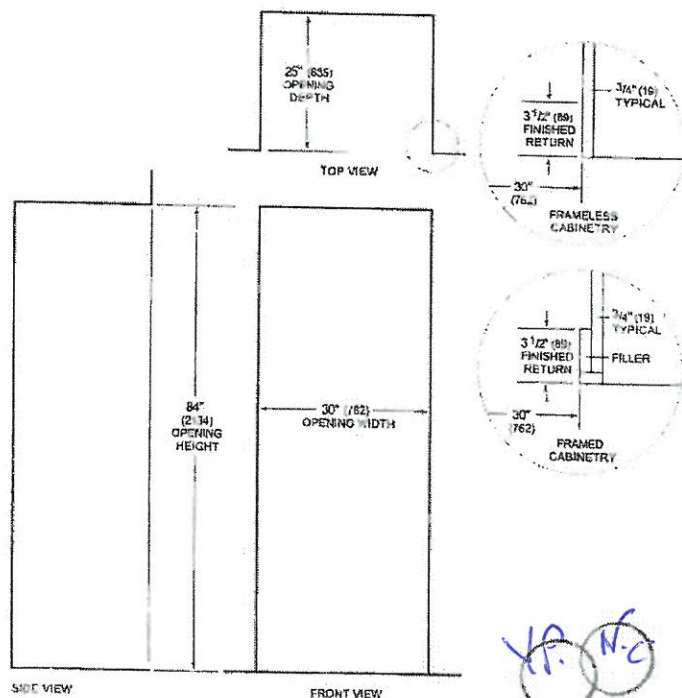 25" (635)
OPENING
DEPTH
TOP VIEW
3/4" (19)
TYPICAL
3 1/2" (89)
FINISHED
RETURN
30"
(762)
FRAMELESS
CABINETRY
3/4" (19)
TYPICAL
3 1/2" (89)
FINISHED
RETURN
FILLER
30"
(762)
FRAMED
CABINETRY
84"
(2134)
OPENING
HEIGHT
30" (762)
OPENING WIDTH
SIDE VIEW
FRONT VIEW
Y.P. N.C